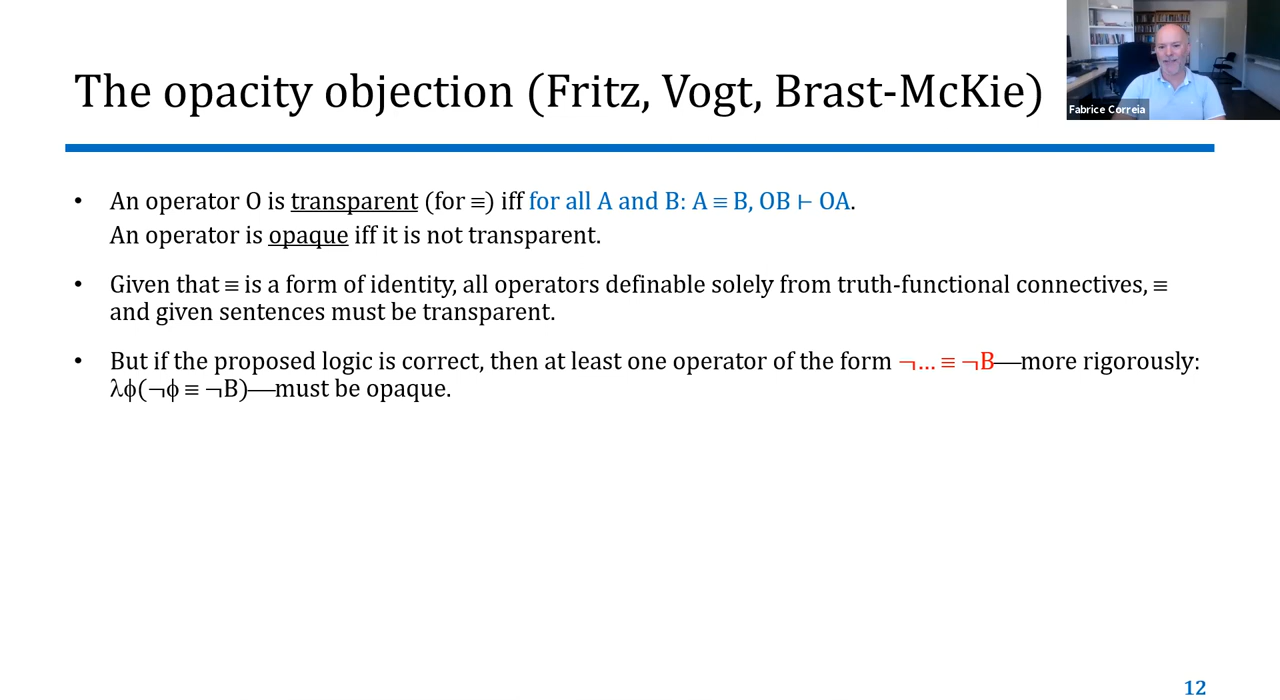 The opacity objection (Fritz, Vogt, Brast-McKie)
Fabrice Correia
• An operator O is transparent (for ≡) iff for all A and B: A ≡ B, OB ⊢ OA.
An operator is opaque iff it is not transparent.
• Given that ≡ is a form of identity, all operators definable solely from truth-functional connectives, ≡
and given sentences must be transparent.
• But if the proposed logic is correct, then at least one operator of the form ¬… ≡ ¬B—more rigorously:
λϕ(¬ϕ ≡ ¬B)—must be opaque.
12